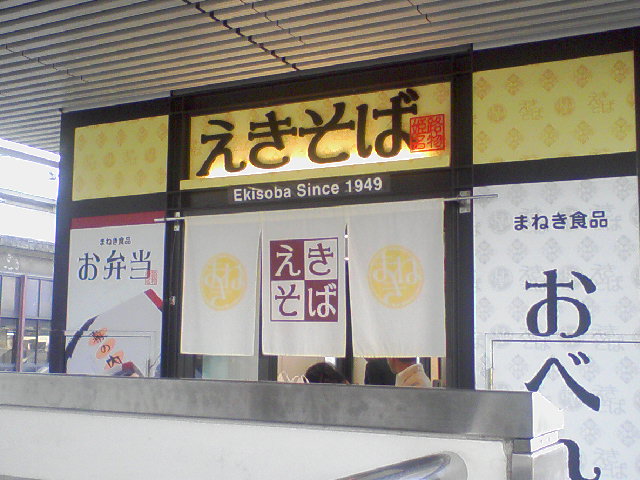 えきそば
姫路名物
Ekisoba Since 1949
まねき食品
お弁当
えき
そば
まねき食品
おべん